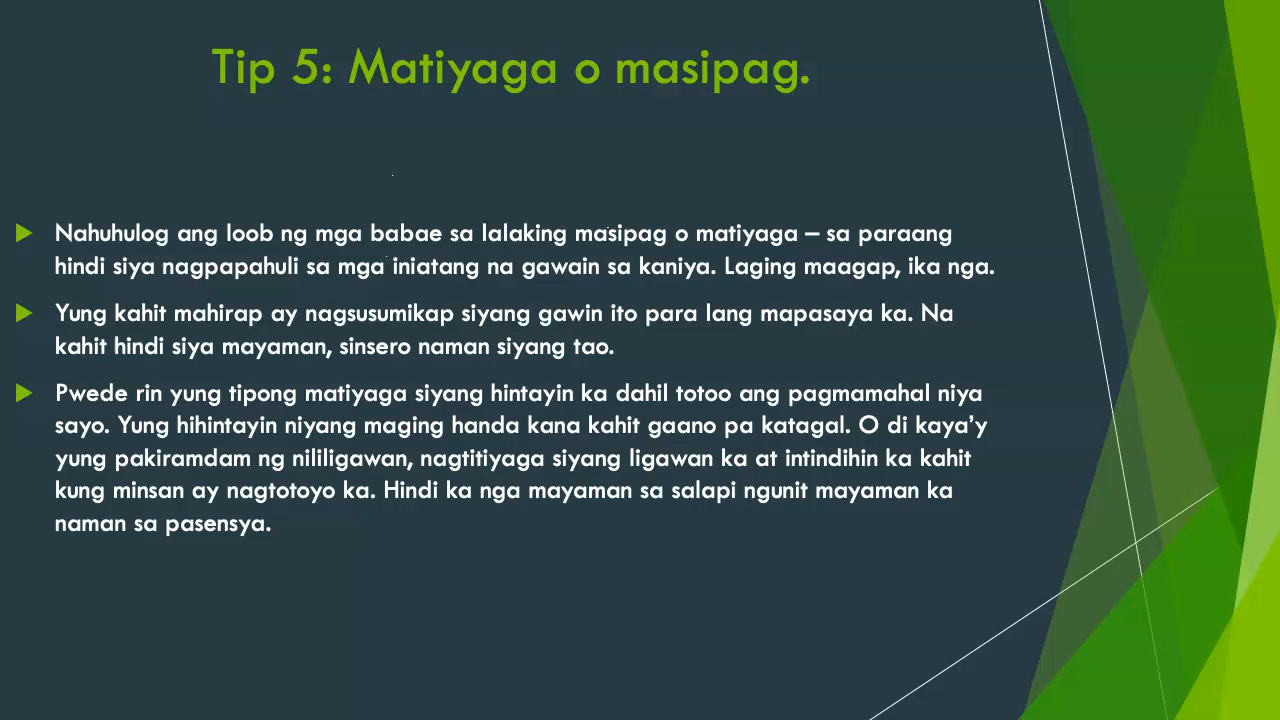 Tip 5: Matiyaga o masipag.
Nahuhulog ang loob ng mga babae sa lalaking masipag o matiyaga – sa paraang
hindi siya nagpapahuli sa mga iniatang na gawain sa kaniya. Laging maagap, ika nga.
Yung kahit mahirap ay nagsusumikap siyang gawin ito para lang mapasaya ka. Na
kahit hindi siya mayaman, sinsero naman siyang tao.
Pwede rin yung tipong matiyaga siyang hintayin ka dahil totoo ang pagmamahal niya
sayo. Yung hihintayin niyang maging handa kana kahit gaano pa katagal. O di kaya’y
yung pakiramdam ng nililigawan, nagtitiyaga siyang ligawan ka at intindihin ka kahit
kung minsan ay nagtotoyo ka. Hindi ka nga mayaman sa salapi ngunit mayaman ka
naman sa pasensya.